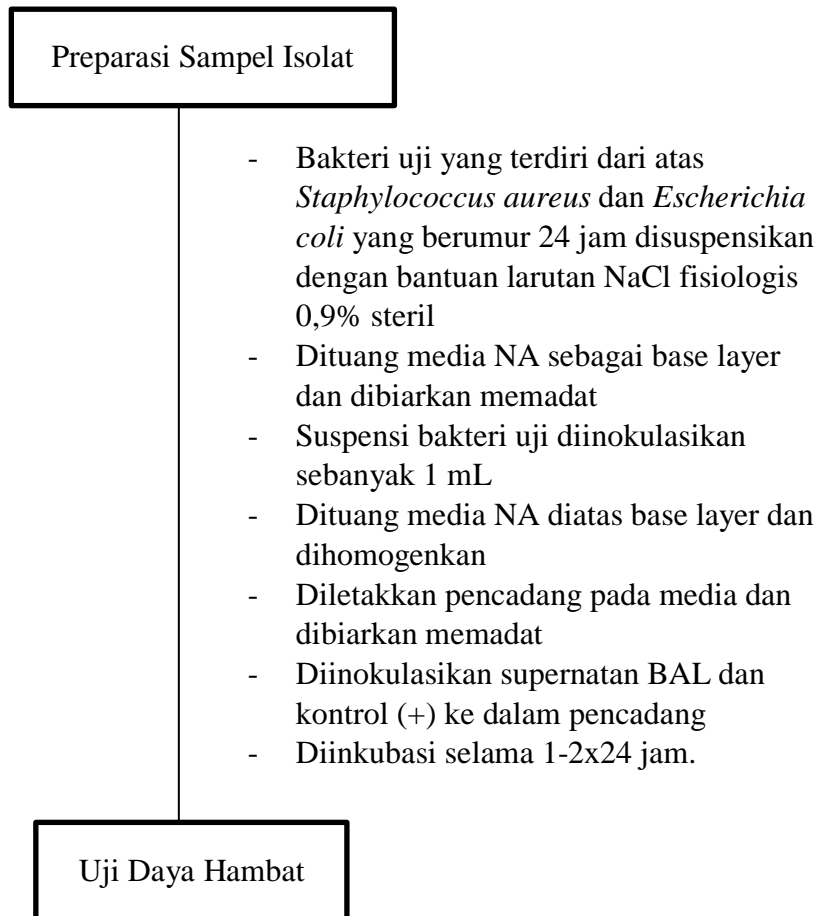 Preparasi Sampel Isolat
- Bakteri uji yang terdiri dari atas
Staphylococcus aureus dan Escherichia
coli yang berumur 24 jam disuspensikan
dengan bantuan larutan NaCl fisiologis
0,9% steril
- Dituang media NA sebagai base layer
dan dibiarkan memadat
- Suspensi bakteri uji diinokulasikan
sebanyak 1 mL
- Dituang media NA diatas base layer dan
dihomogenkan
- Diletakkan pencadang pada media dan
dibiarkan memadat
- Diinokulasikan supernatan BAL dan
kontrol (+) ke dalam pencadang
- Diinkubasi selama 1-2x24 jam.
Uji Daya Hambat